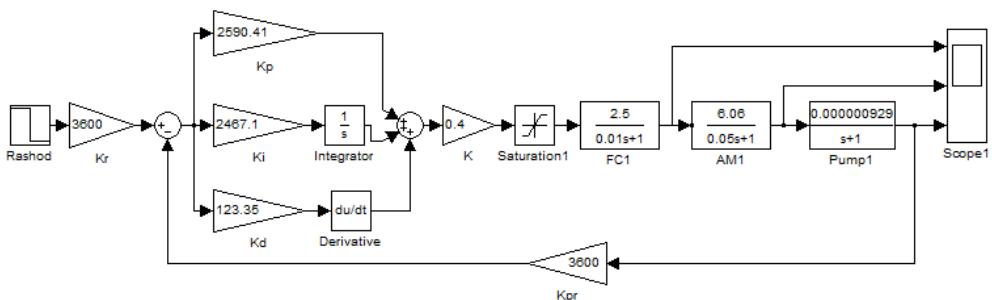 2590.41
Kp
Rashod
3600
Kr
+
−
2467.1
Ki
1
s
Integrator
+
+
+
0.4
K
Saturation1
2.5
0.01s+1
FC1
6.06
0.05s+1
AM1
0.000000929
s+1
Pump1
Scope1
123.35
Kd
du/dt
Derivative
3600
Kpr